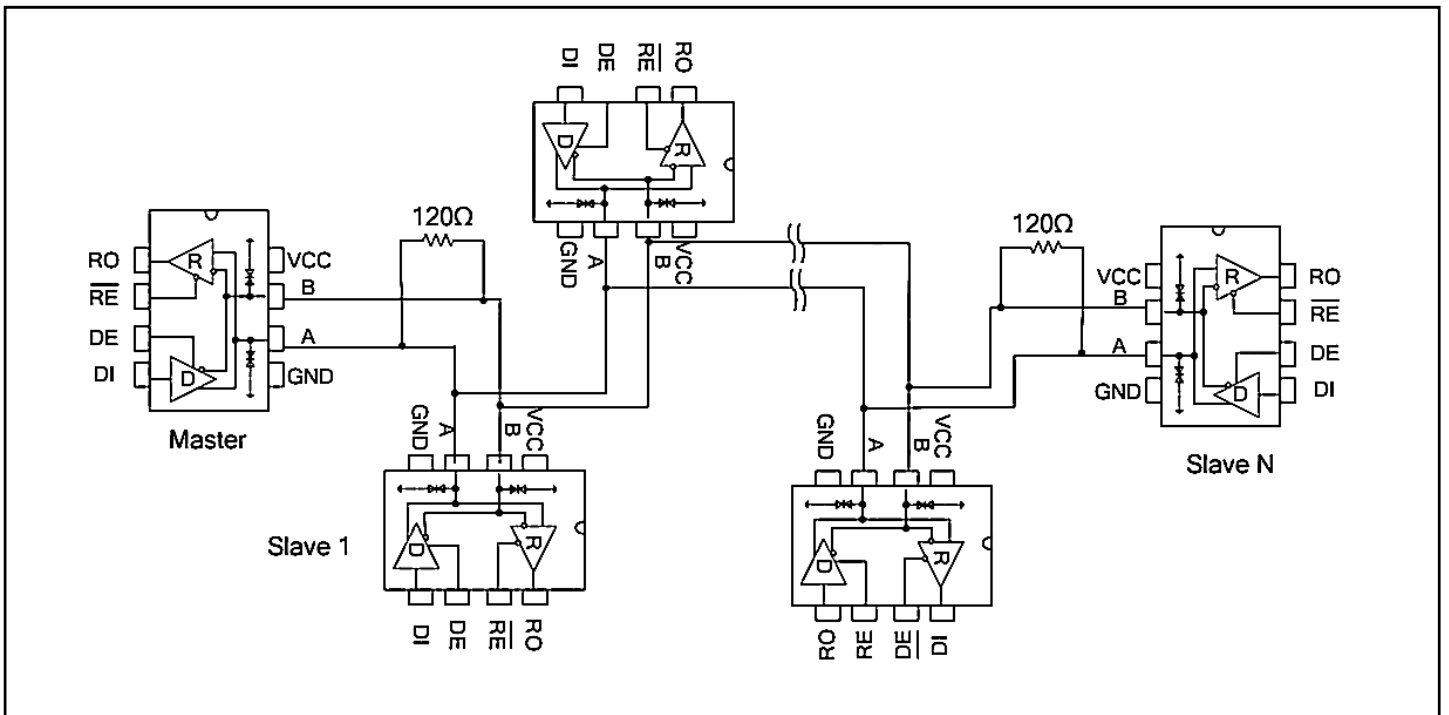 DI DE RE RO
D R
GND A B VCC
120Ω
RO R VCC
RE B
DE A
DI D GND
Master
120Ω
VCC R RO
B RE
A DE
GND D DI
Slave N
GND A B VCC
D R
Slave 1
DI DE RE RO
GND A B VCC
D R
RO RE DE DI